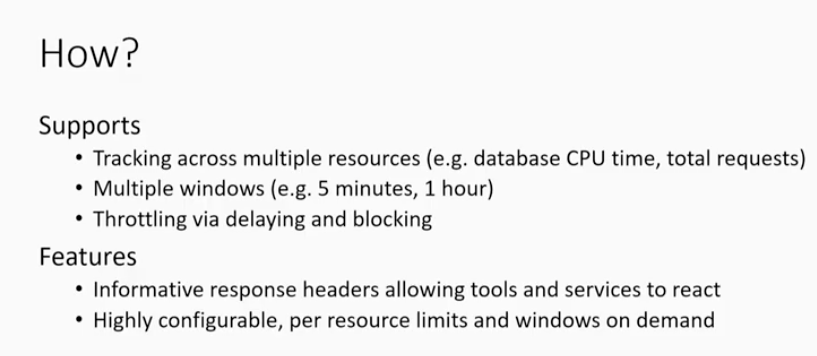 How?
Supports
• Tracking across multiple resources (e.g. database CPU time, total requests)
• Multiple windows (e.g. 5 minutes, 1 hour)
• Throttling via delaying and blocking
Features
• Informative response headers allowing tools and services to react
• Highly configurable, per resource limits and windows on demand